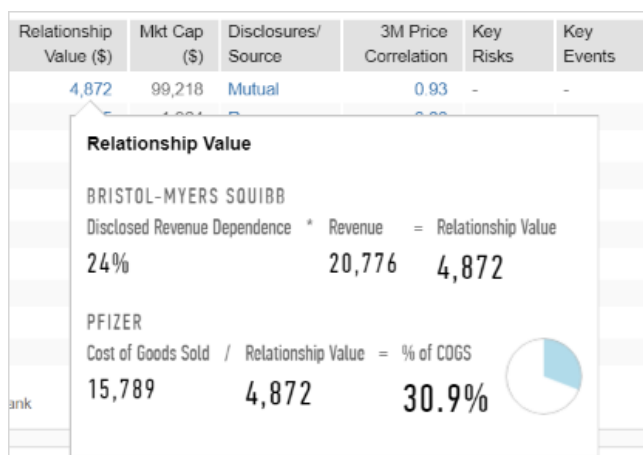 Relationship Value ($) Mkt Cap ($) Disclosures/ Source 3M Price Correlation Key Risks Key Events
4,872 99,218 Mutual 0.93 - -
Relationship Value
BRISTOL-MYERS SQUIBB
Disclosed Revenue Dependence * Revenue = Relationship Value
24% 20,776 4,872
PFIZER
Cost of Goods Sold / Relationship Value = % of COGS
15,789 4,872 30.9%
ank